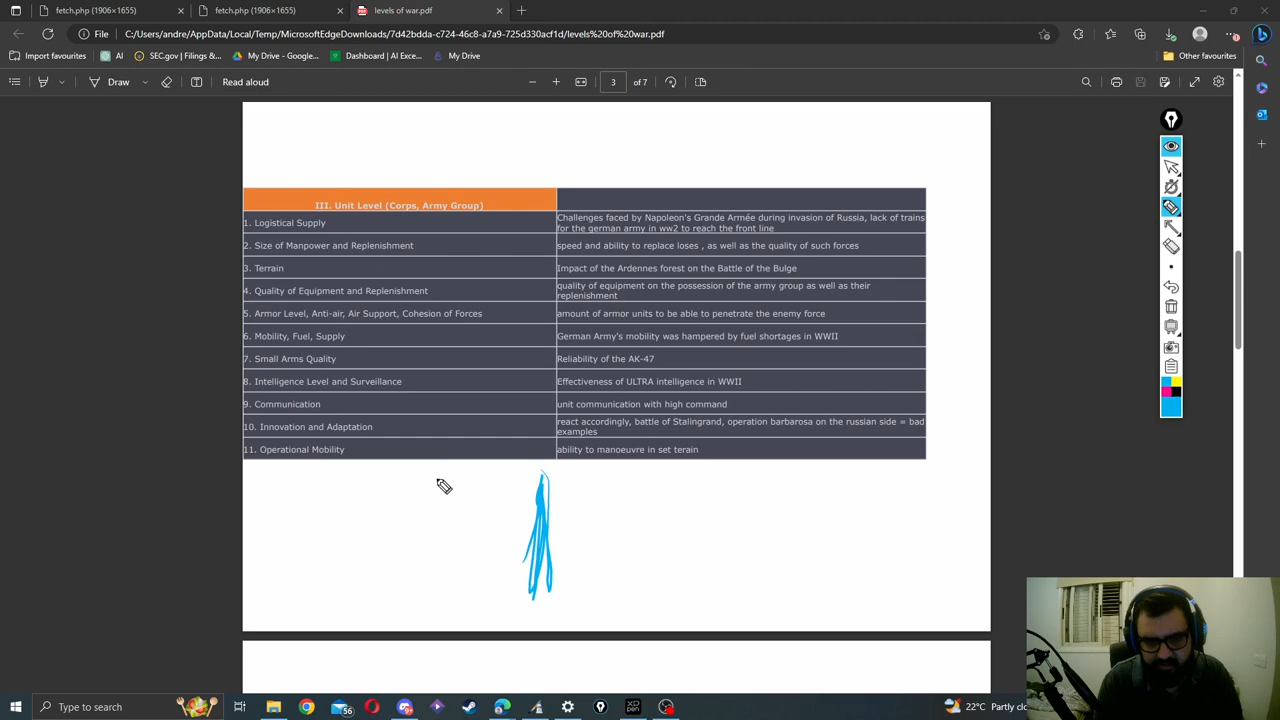 fetch.php (1906×1655)
fetch.php (1906×1655)
levels of war.pdf
File
C:/Users/andre/AppData/Local/Temp/MicrosoftEdgeDownloads/7d42bdda-c724-46c8-a7a9-725d330acf1d/levels%20of%20war.pdf
Import favourites
AI
SEC.gov | Filings &...
My Drive - Google...
Dashboard | AI Exce...
My Drive
Other favourites
Draw
Read aloud
3 of 7
III. Unit Level (Corps, Army Group)
1. Logistical Supply
Challenges faced by Napoleon's Grande Armée during invasion of Russia, lack of trains
for the german army in ww2 to reach the front line
2. Size of Manpower and Replenishment
speed and ability to replace loses , as well as the quality of such forces
3. Terrain
Impact of the Ardennes forest on the Battle of the Bulge
4. Quality of Equipment and Replenishment
quality of equipment on the possession of the army group as well as their
replenishment
5. Armor Level, Anti-air, Air Support, Cohesion of Forces
amount of armor units to be able to penetrate the enemy force
6. Mobility, Fuel, Supply
German Army's mobility was hampered by fuel shortages in WWII
7. Small Arms Quality
Reliability of the AK-47
8. Intelligence Level and Surveillance
Effectiveness of ULTRA intelligence in WWII
9. Communication
unit communication with high command
10. Innovation and Adaptation
react accordingly, battle of Stalingrand, operation barbarosa on the russian side = bad
examples
11. Operational Mobility
ability to manoeuvre in set terain
Type to search
56
XD
pen
22°C Partly clo